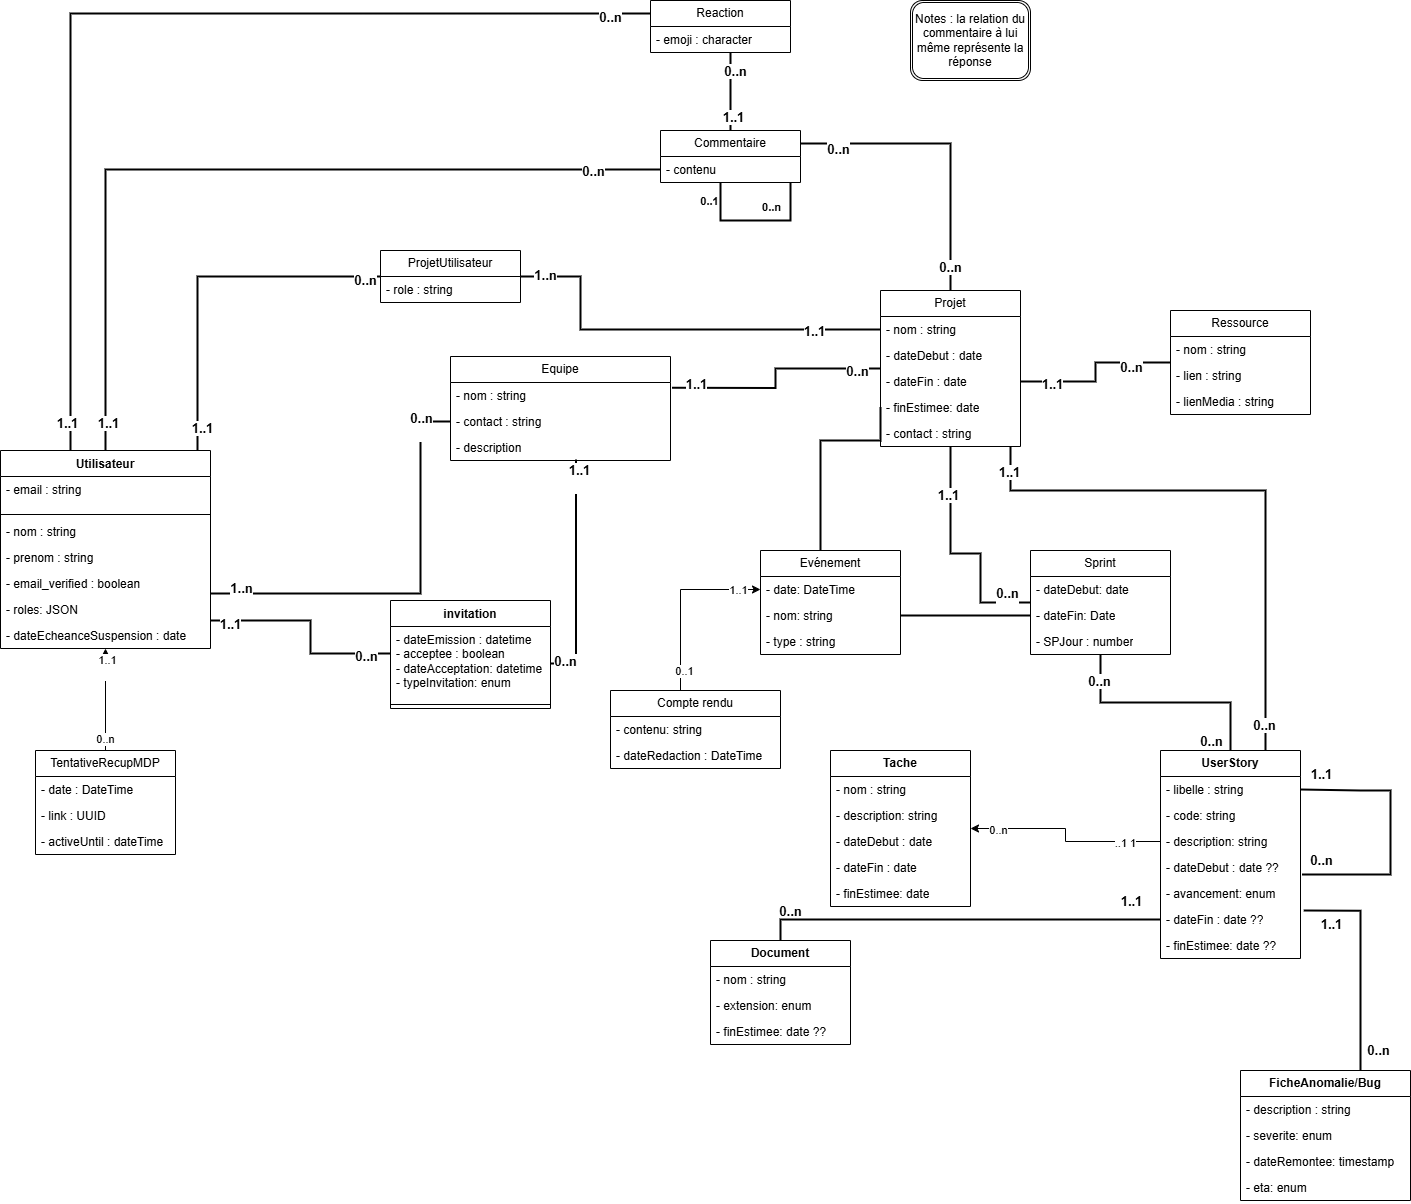 Reaction
- emoji : character
0..n
0..n
1..1
Notes : la relation du
commentaire à lui
même représente la
réponse
Commentaire
- contenu
0..n
0..n
0..1
0..n
0..n
ProjetUtilisateur
- role : string
0..n
1..n
1..1
Projet
- nom : string
- dateDebut : date
- dateFin : date
- finEstimee: date
- contact : string
Ressource
- nom : string
- lien : string
- lienMedia : string
1..1
0..n
Equipe
- nom : string
- contact : string
- description
1..1
0..n
0..n
1..1
1..1
1..1
1..1
Utilisateur
- email : string
- nom : string
- prenom : string
- email_verified : boolean
- roles: JSON
- dateEcheanceSuspension : date
1..n
1..1
1..1
0..n
invitation
- dateEmission : datetime
- acceptee : boolean
- dateAcceptation: datetime
- typeInvitation: enum
0..n
0..n
TentativeRecupMDP
- date : DateTime
- link : UUID
- activeUntil : dateTime
1..1
1..1
Evénement
- date: DateTime
- nom: string
- type : string
1..1
0..1
Compte rendu
- contenu: string
- dateRedaction : DateTime
Sprint
- dateDebut: date
- dateFin: Date
- SPJour : number
0..n
0..n
0..n
0..n
Tache
- nom : string
- description: string
- dateDebut : date
- dateFin : date
- finEstimee: date
0..n
..1 1
UserStory
- libelle : string
- code: string
- description: string
- dateDebut : date ??
- avancement: enum
- dateFin : date ??
- finEstimee: date ??
1..1
0..n
1..1
0..n
1..1
Document
- nom : string
- extension: enum
- finEstimee: date ??
0..n
FicheAnomalie/Bug
- description : string
- severite: enum
- dateRemontee: timestamp
- eta: enum